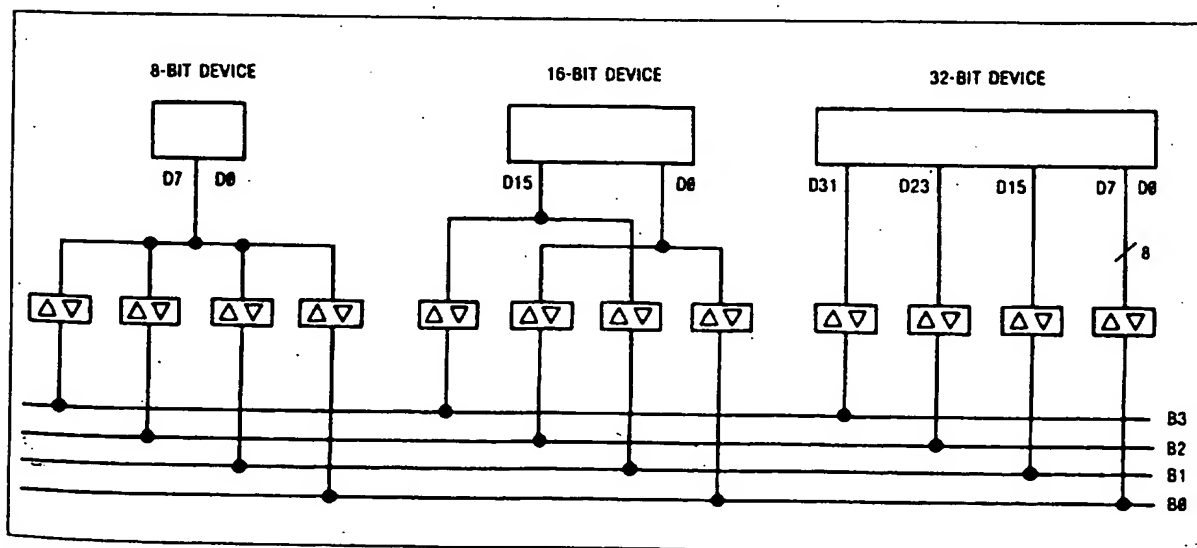 8-BIT DEVICE
16-BIT DEVICE
32-BIT DEVICE
D7 D0
D15 D0
D31 D23 D15 D7 D0
8
B3
B2
B1
B0